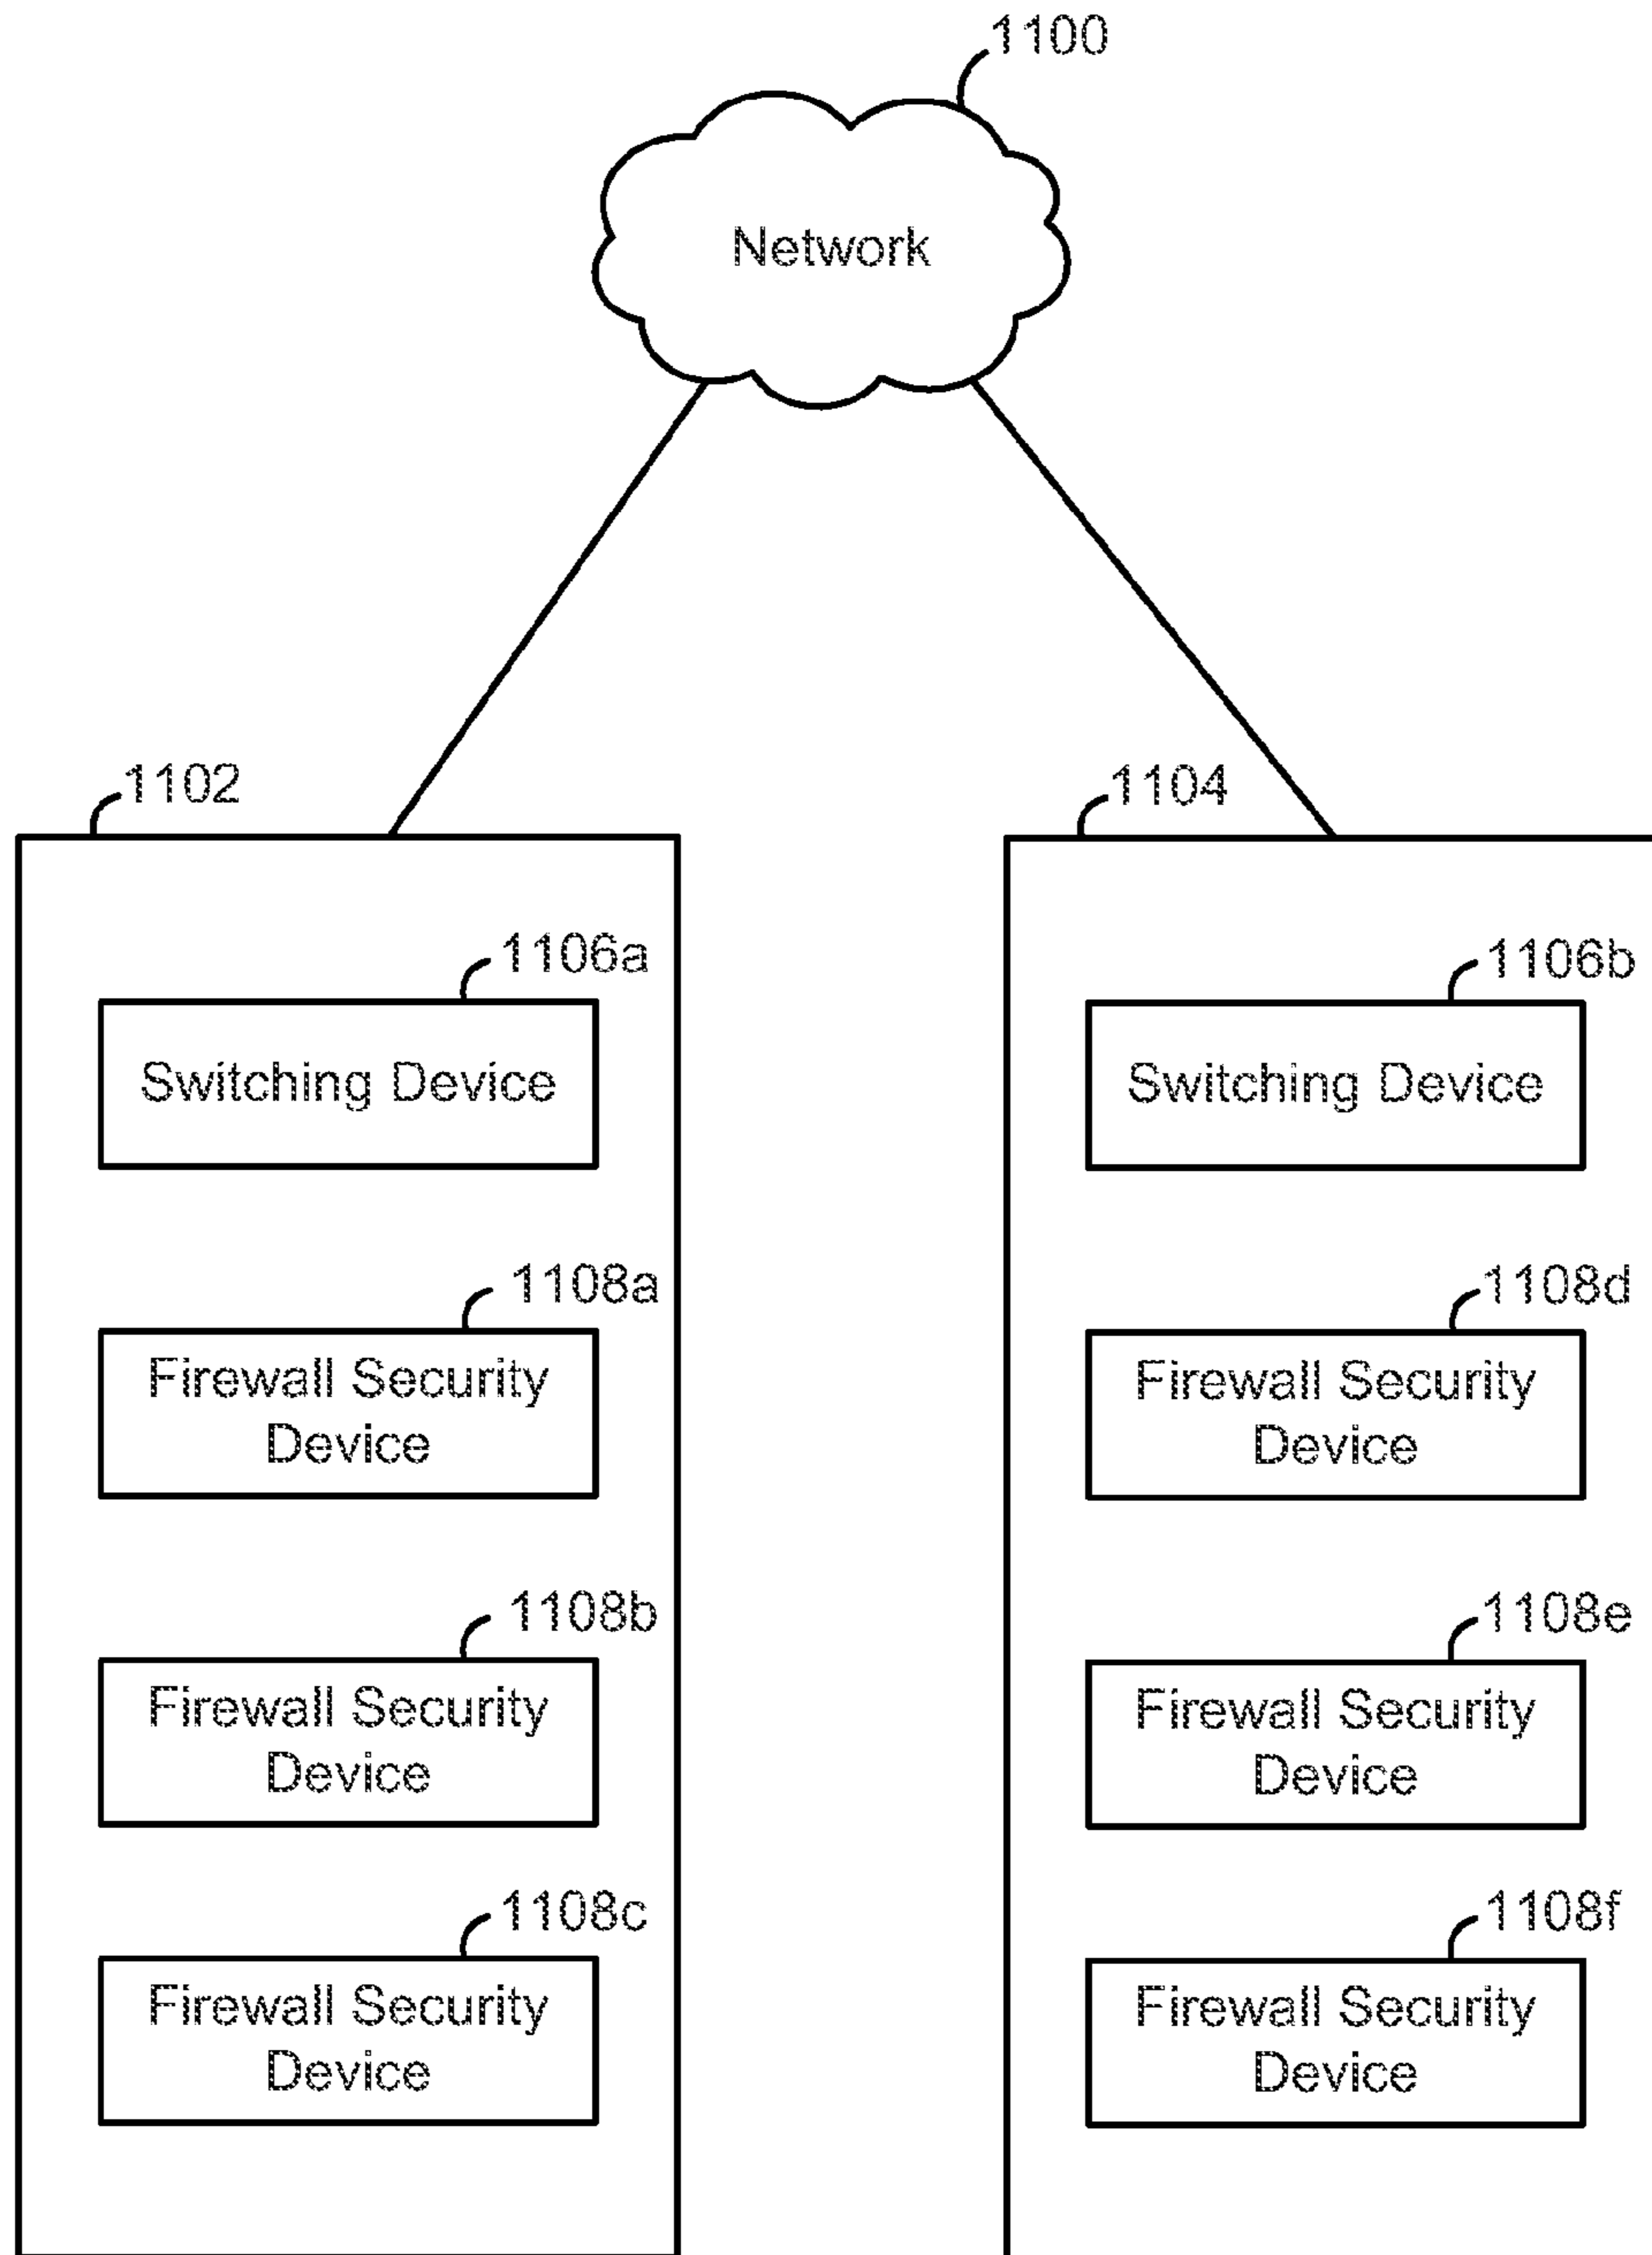 1100
Network
1102
1106a
Switching Device
1108a
Firewall Security
Device
1108b
Firewall Security
Device
1108c
Firewall Security
Device
1104
1106b
Switching Device
1108d
Firewall Security
Device
1108e
Firewall Security
Device
1108f
Firewall Security
Device